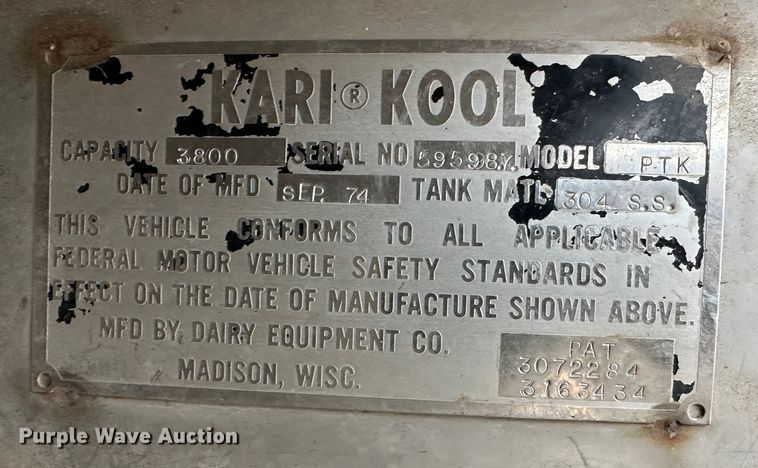 KARI ® KOOL
CAPACITY 3800 SERIAL NO 595987 MODEL PTK
DATE OF MFD SEP. 74 TANK MATL 304 S.S.
THIS VEHICLE CONFORMS TO ALL APPLICABLE
FEDERAL MOTOR VEHICLE SAFETY STANDARDS IN
EFFECT ON THE DATE OF MANUFACTURE SHOWN ABOVE.
MFD BY DAIRY EQUIPMENT CO.
MADISON, WISC.
PAT
3072284
3163434
Purple Wave Auction